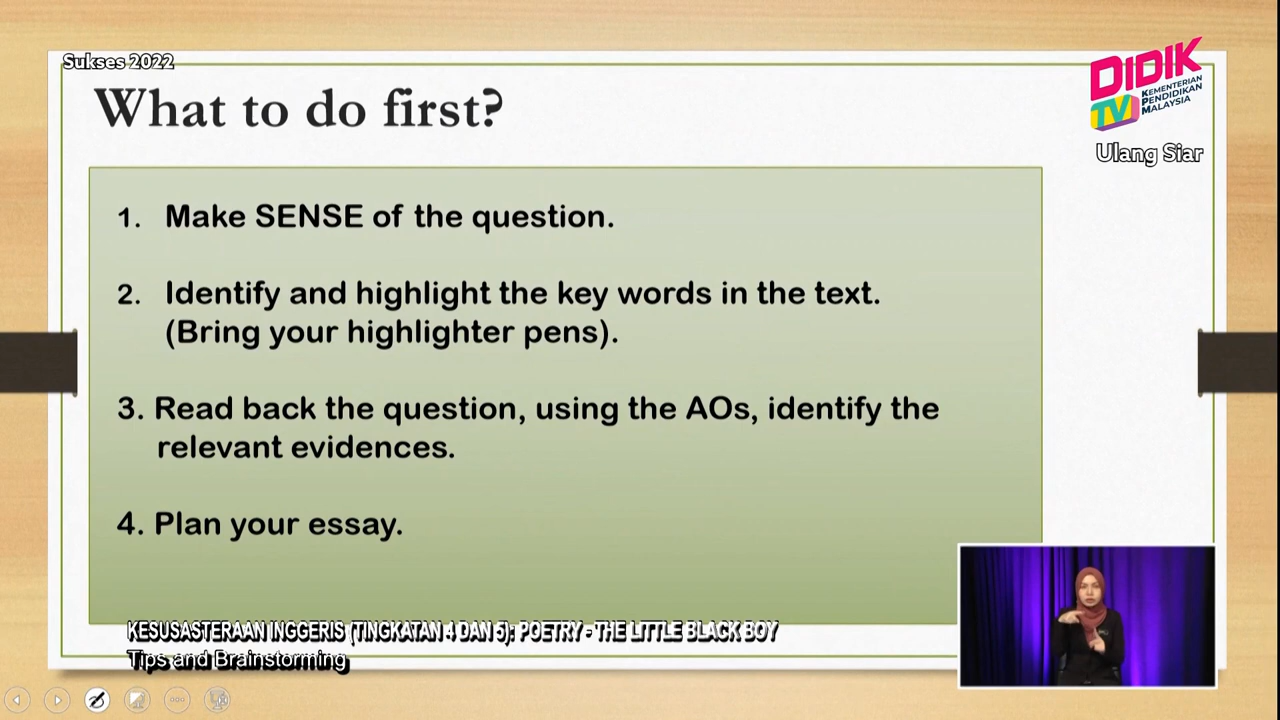 Sukses 2022
What to do first?
DIDIK
TV
KEMENTERIAN
PENDIDIKAN
MALAYSIA
Ulang Siar
1. Make SENSE of the question.
2. Identify and highlight the key words in the text.
(Bring your highlighter pens).
3. Read back the question, using the AOs, identify the
relevant evidences.
4. Plan your essay.
KESUSASTERAAN INGGERIS (TINGKATAN 4 DAN 5): POETRY - THE LITTLE BLACK BOY
Tips and Brainstorming